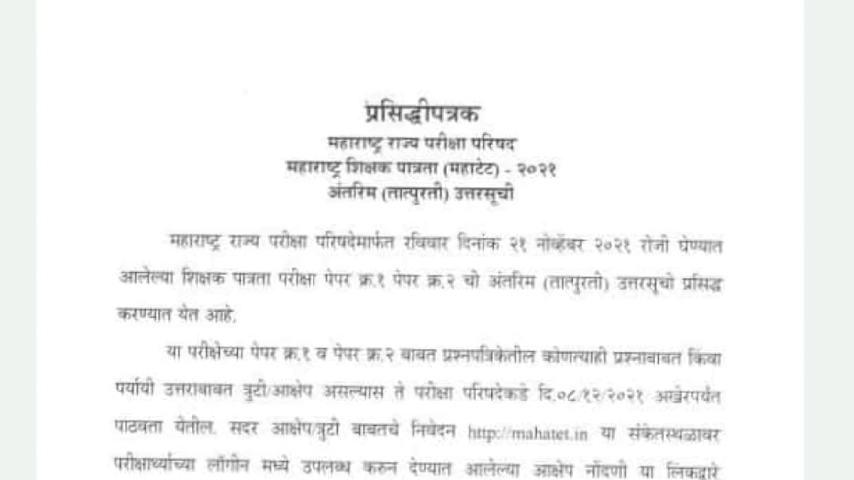 प्रसिद्धीपत्रक
महाराष्ट्र राज्य परीक्षा परिषद
महाराष्ट्र शिक्षक पात्रता (महाटेट) - २०२१
अंतरिम (तात्पुरती) उत्तरसूची
महाराष्ट्र राज्य परीक्षा परिषदेमार्फत रविवार दिनांक २१ नोव्हेंबर २०२१ रोजी घेण्यात
आलेल्या शिक्षक पात्रता परीक्षा पेपर क्र.१ पेपर क्र.२ ची अंतरिम (तात्पुरती) उत्तरसूची प्रसिद्ध
करण्यात येत आहे.
या परीक्षेच्या पेपर क्र.१ व पेपर क्र.२ बाबत प्रश्नपत्रिकेतील कोणत्याही प्रश्नाबाबत किंवा
पर्यायी उत्तराबाबत त्रुटी/आक्षेप असल्यास ते परीक्षा परिषदेकडे दि.०८/१२/२०२१ अखेरपर्यंत
पाठवता येतील. सदर आक्षेप/त्रुटी बाबतचे निवेदन http://mahatet.in या संकेतस्थळावर
परीक्षार्थ्याच्या लॉगीन मध्ये उपलब्ध करुन देण्यात आलेल्या आक्षेप नोंदणी या लिंकद्वारे